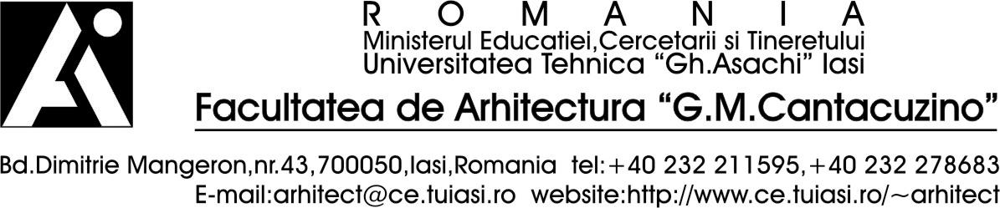 R O M A N I A
Ministerul Educatiei,Cercetarii si Tineretului
Universitatea Tehnica “Gh.Asachi” Iasi
Facultatea de Arhitectura “G.M.Cantacuzino”
Bd.Dimitrie Mangeron,nr.43,700050,Iasi,Romania tel:+40 232 211595,+40 232 278683
E-mail:arhitect@ce.tuiasi.ro website:http://www.ce.tuiasi.ro/~arhitect